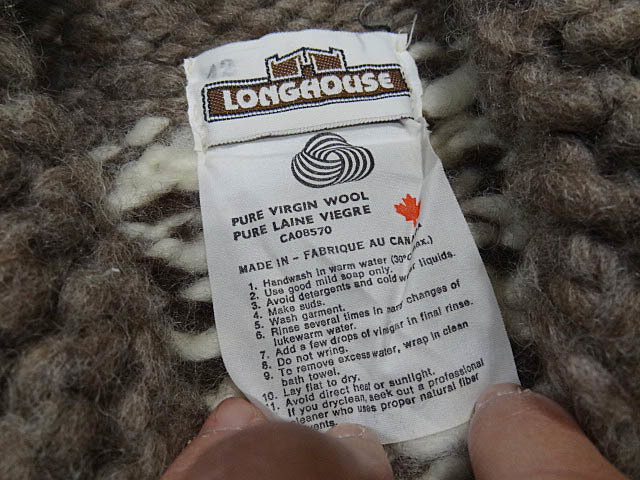 42
LONGHOUSE
PURE VIRGIN WOOL
PURE LAINE VIEGRE
CA08570
MADE IN - FABRIQUE AU CANADA
1. Handwash in warm water (30° max.)
2. Use good mild soap only.
3. Avoid detergents and cold water liquids.
4. Make suds.
5. Wash garment.
6. Rinse several times in hard changes of
lukewarm water.
7. Add a few drops of vinegar in final rinse.
8. Do not wring.
9. To remove excess water, wrap in clean
bath towel.
10. Lay flat to dry.
11. Avoid direct heat or sunlight.
If you dryclean, seek out a professional
cleaner who uses proper natural fiber